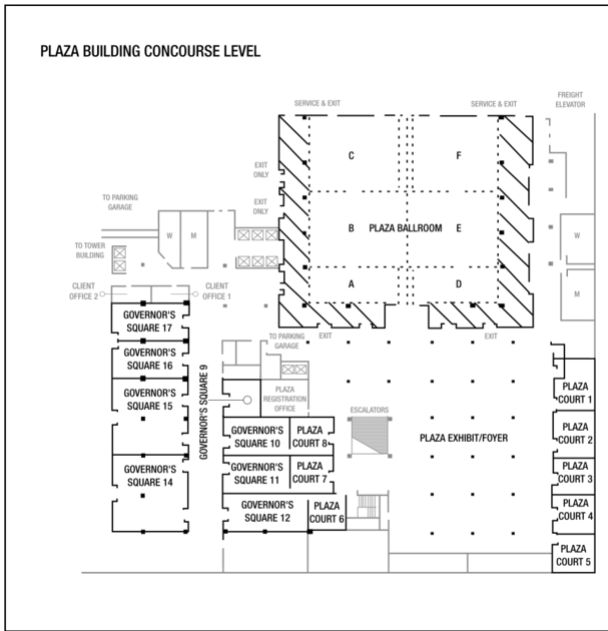 PLAZA BUILDING CONCOURSE LEVEL
FREIGHT
ELEVATOR
SERVICE & EXIT
SERVICE & EXIT
C
F
EXIT
ONLY
TO PARKING
GARAGE
EXIT
ONLY
W
M
B
PLAZA BALLROOM
E
W
TO TOWER
BUILDING
A
D
M
CLIENT
OFFICE 2
CLIENT
OFFICE 1
GOVERNOR'S
SQUARE 17
EXIT
EXIT
TO PARKING
GARAGE
GOVERNOR'S
SQUARE 16
GOVERNOR'S SQUARE 9
PLAZA
REGISTRATION
OFFICE
PLAZA
COURT 1
GOVERNOR'S
SQUARE 15
ESCALATORS
GOVERNOR'S
SQUARE 10
PLAZA
COURT 8
PLAZA EXHIBIT/FOYER
PLAZA
COURT 2
GOVERNOR'S
SQUARE 14
GOVERNOR'S
SQUARE 11
PLAZA
COURT 7
PLAZA
COURT 3
GOVERNOR'S
SQUARE 12
PLAZA
COURT 6
PLAZA
COURT 4
PLAZA
COURT 5